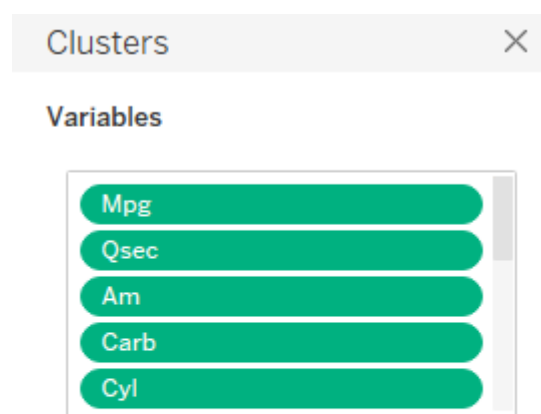 Clusters
Variables
Mpg
Qsec
Am
Carb
Cyl